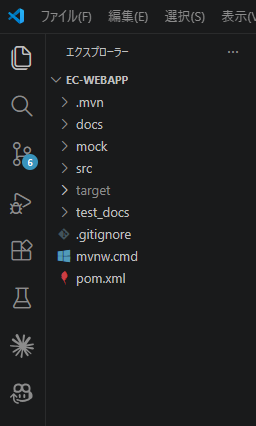 ファイル(F) 編集(E) 選択(S) 表示(V)
エクスプローラー ...
EC-WEBAPP
.mvn
docs
mock
src
6
target
test_docs
.gitignore
mvnw.cmd
pom.xml